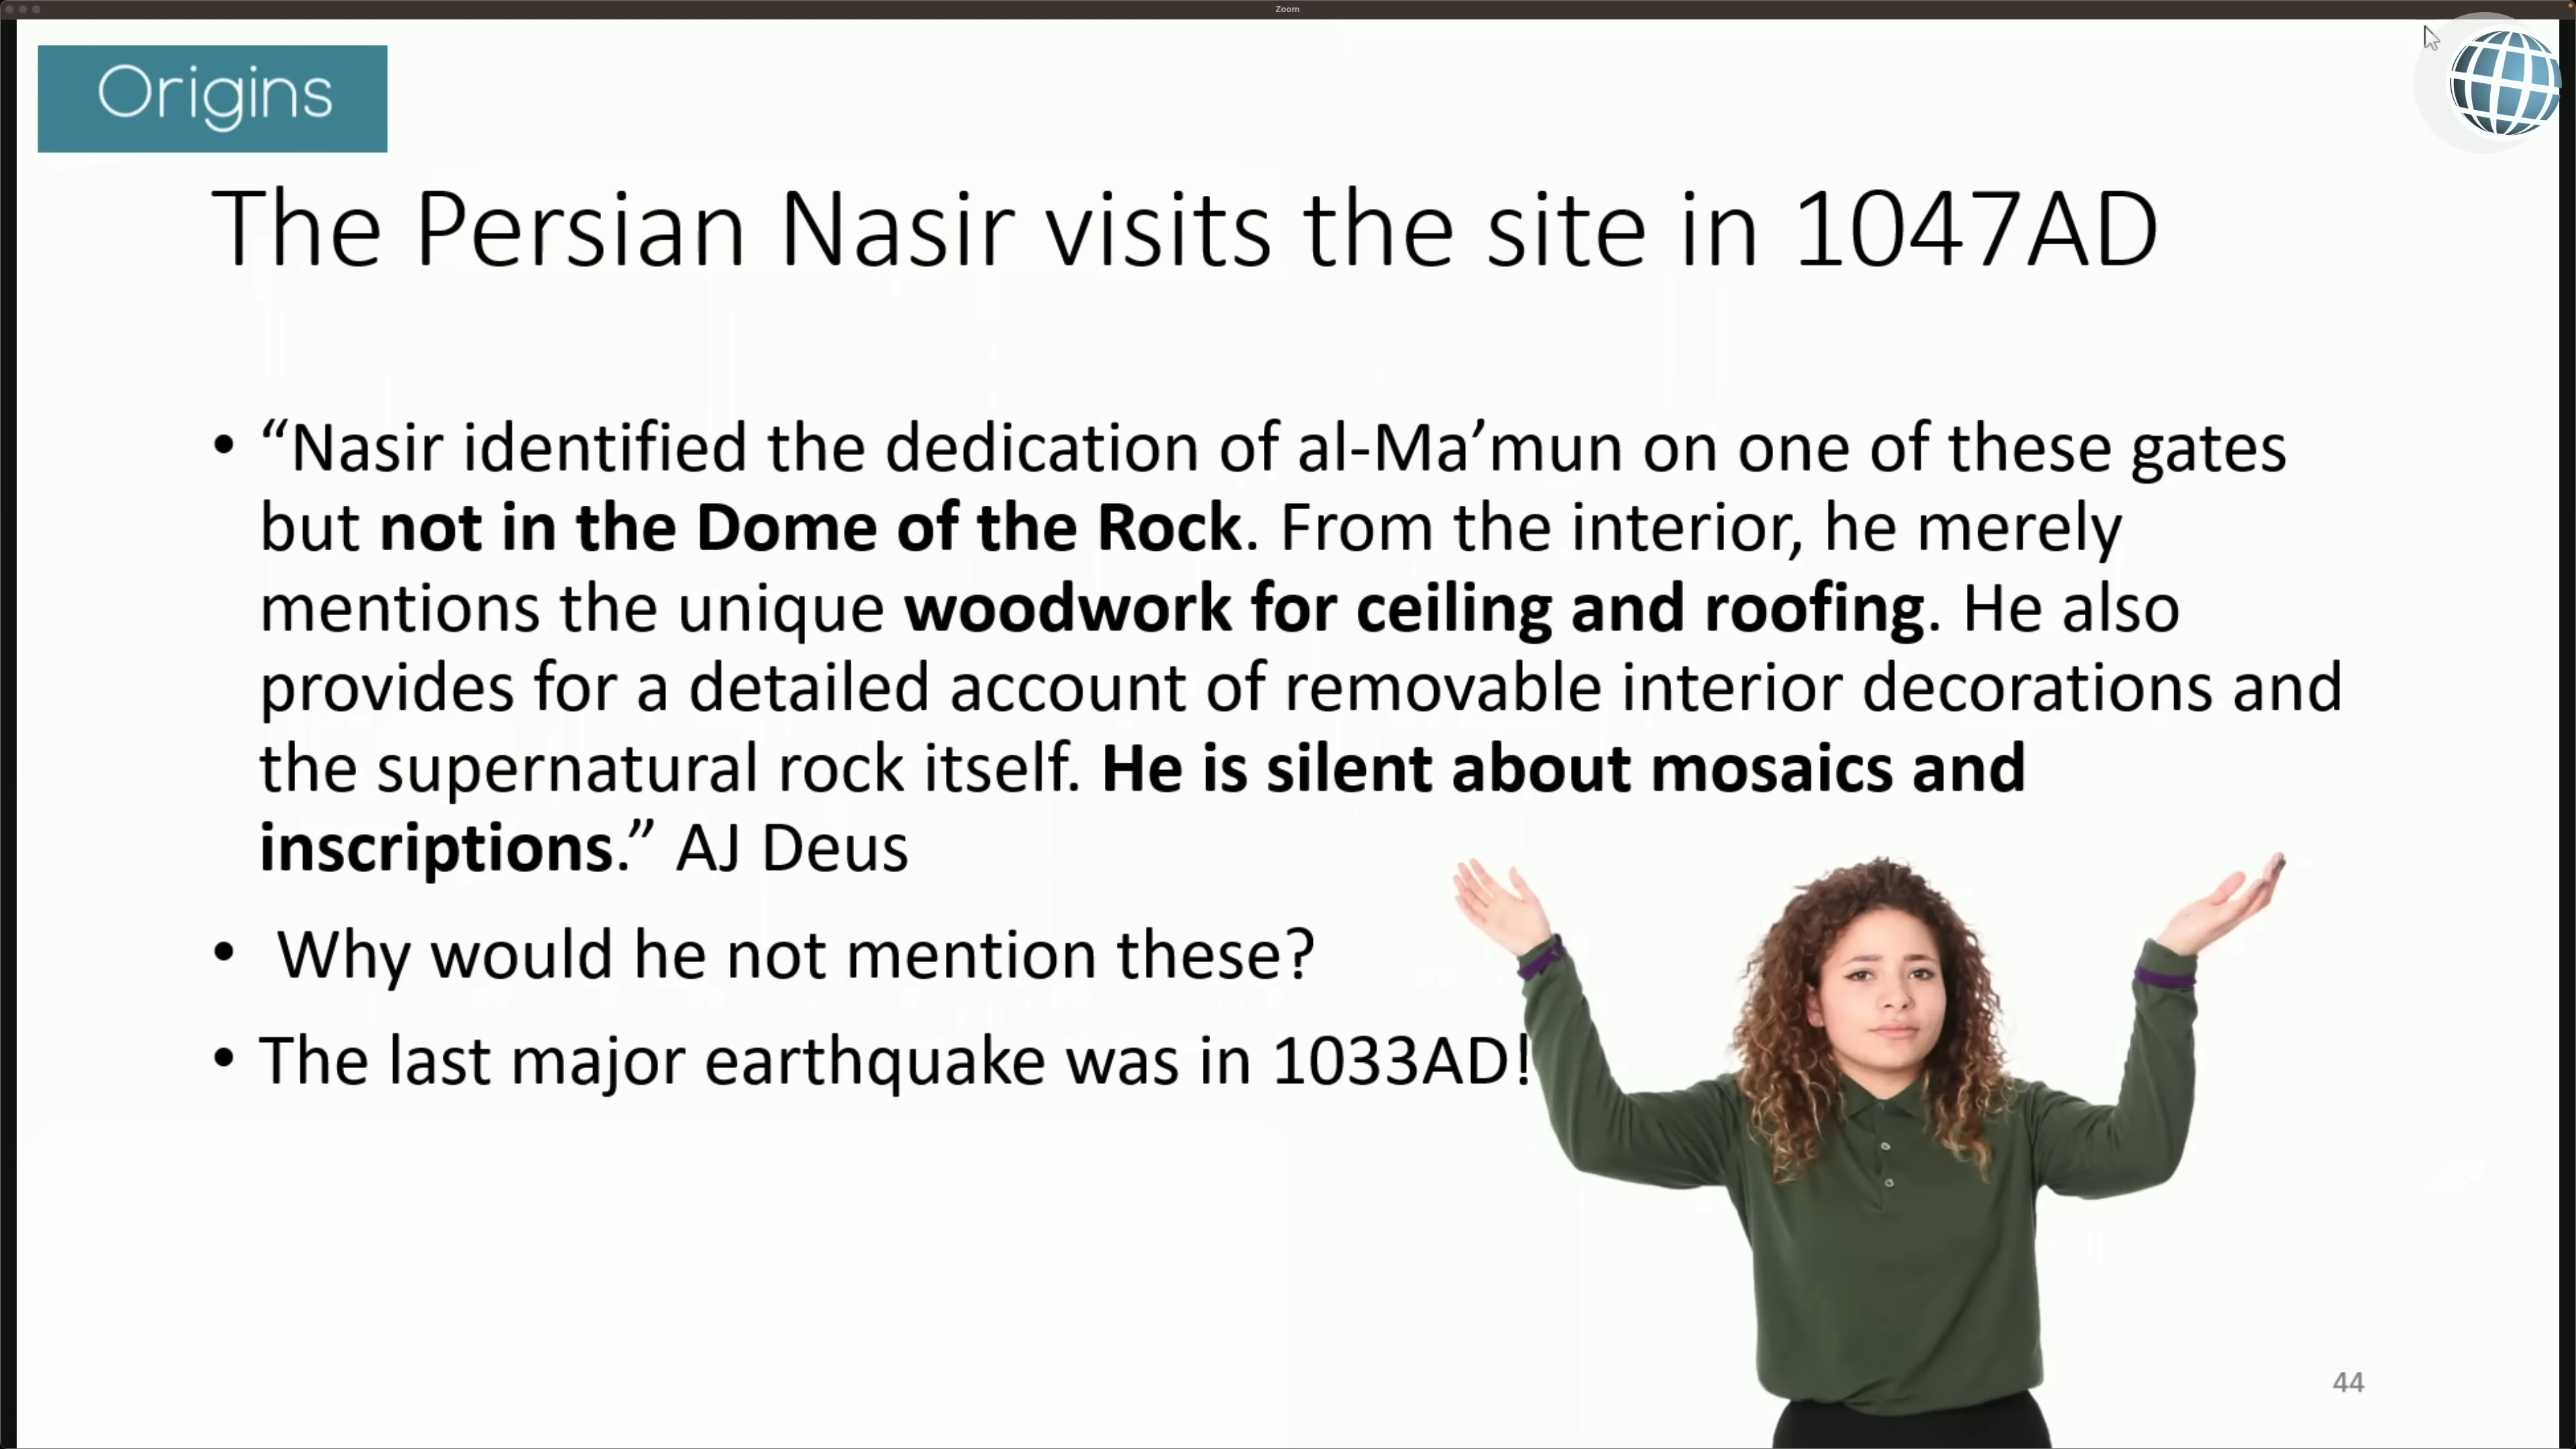 Zoom
Origins
The Persian Nasir visits the site in 1047AD
• “Nasir identified the dedication of al-Ma’mun on one of these gates
but not in the Dome of the Rock. From the interior, he merely
mentions the unique woodwork for ceiling and roofing. He also
provides for a detailed account of removable interior decorations and
the supernatural rock itself. He is silent about mosaics and
inscriptions.” AJ Deus
• Why would he not mention these?
• The last major earthquake was in 1033AD!
44